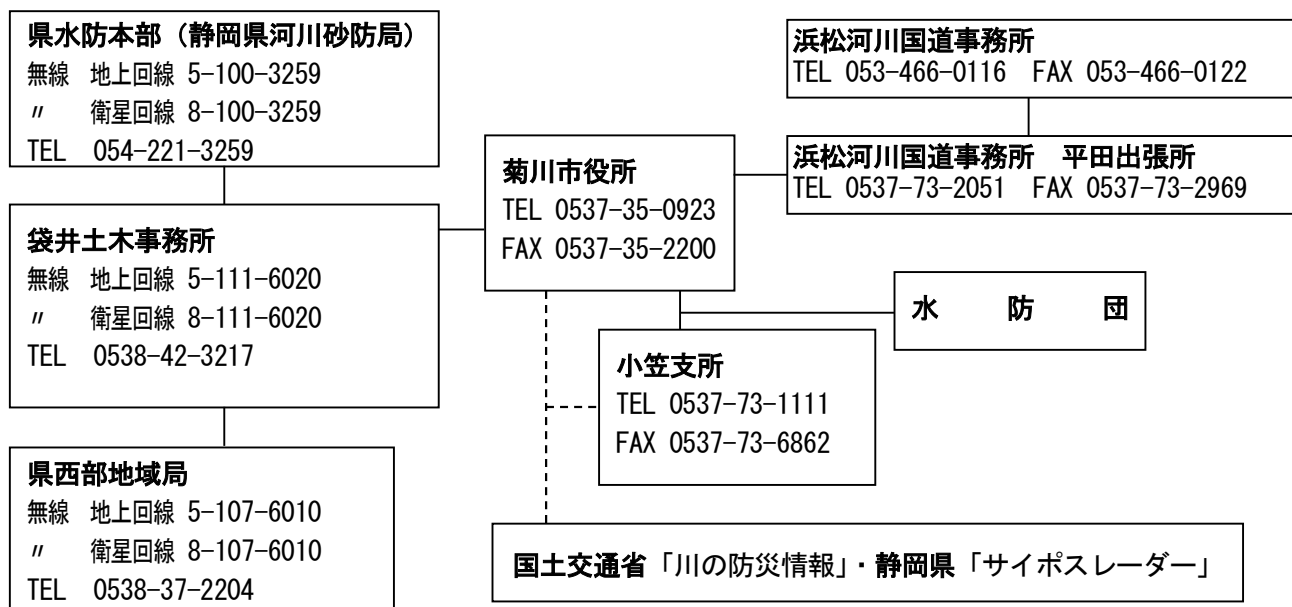 県水防本部（静岡県河川砂防局）
無線 地上回線 5-100-3259
〃 衛星回線 8-100-3259
TEL 054-221-3259
袋井土木事務所
無線 地上回線 5-111-6020
〃 衛星回線 8-111-6020
TEL 0538-42-3217
県西部地域局
無線 地上回線 5-107-6010
〃 衛星回線 8-107-6010
TEL 0538-37-2204
菊川市役所
TEL 0537-35-0923
FAX 0537-35-2200
浜松河川国道事務所
TEL 053-466-0116 FAX 053-466-0122
浜松河川国道事務所 平田出張所
TEL 0537-73-2051 FAX 0537-73-2969
水 防 団
小笠支所
TEL 0537-73-1111
FAX 0537-73-6862
国土交通省「川の防災情報」・静岡県「サイポスレーダー」